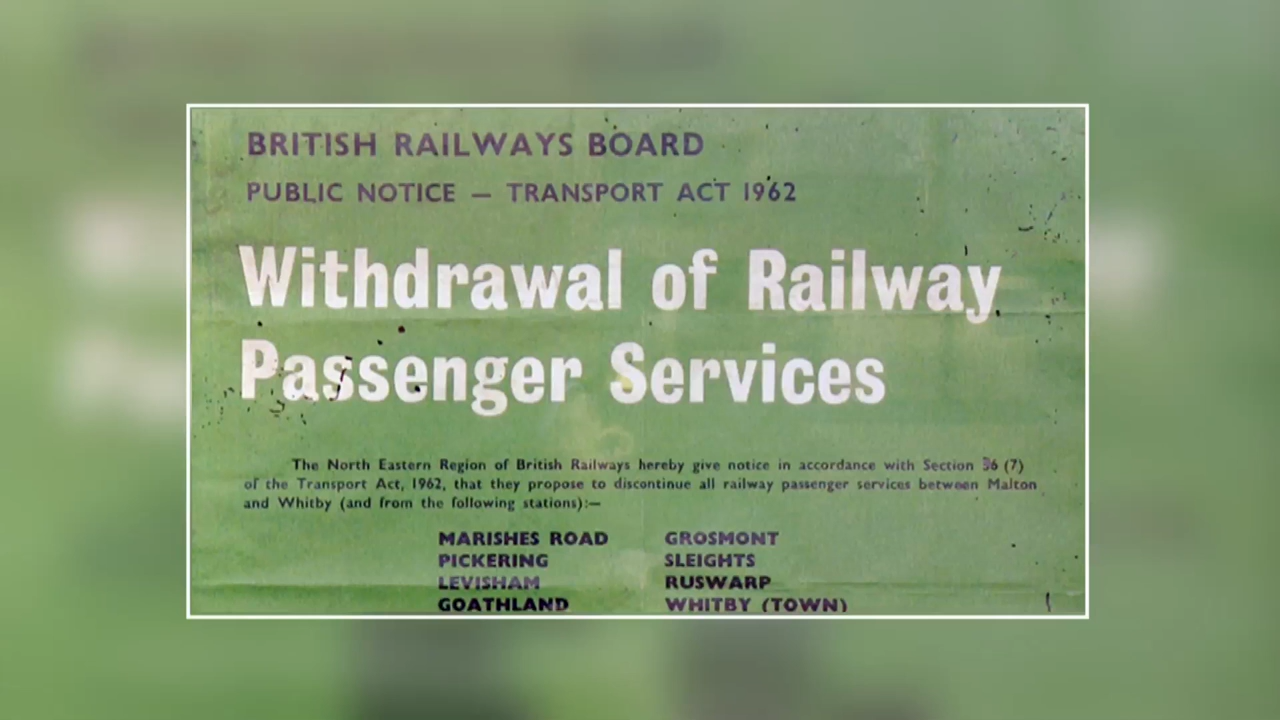 BRITISH RAILWAYS BOARD
PUBLIC NOTICE — TRANSPORT ACT 1962
Withdrawal of Railway
Passenger Services
The North Eastern Region of British Railways hereby give notice in accordance with Section 56 (7)
of the Transport Act, 1962, that they propose to discontinue all railway passenger services between Malton
and Whitby (and from the following stations):—
MARISHES ROAD
PICKERING
LEVISHAM
GOATHLAND
GROSMONT
SLEIGHTS
RUSWARP
WHITBY (TOWN)